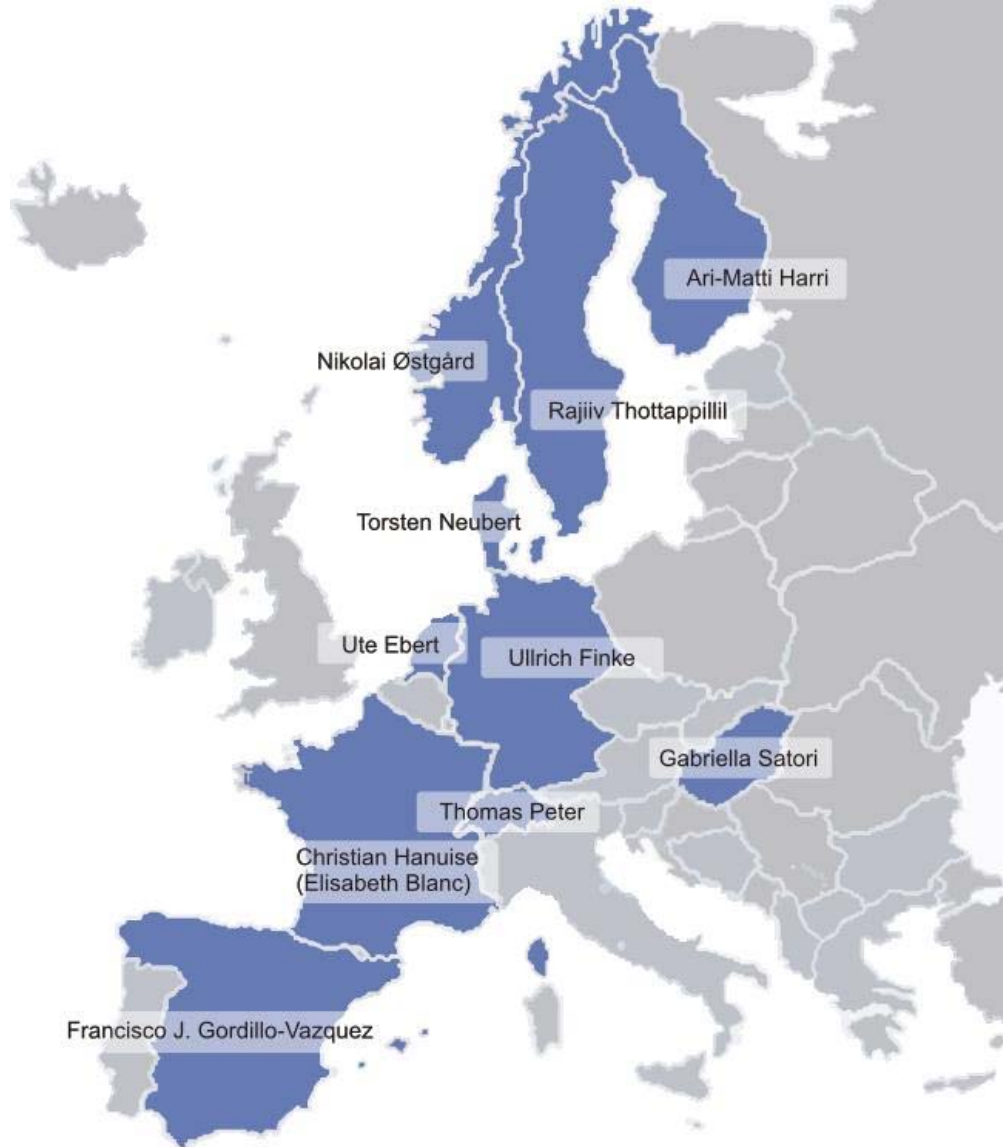 Ari-Matti Harri
Nikolai Østgård
Rajiiv Thottappillil
Torsten Neubert
Ute Ebert
Ullrich Finke
Gabriella Satori
Thomas Peter
Christian Hanuise
(Elisabeth Blanc)
Francisco J. Gordillo-Vazquez